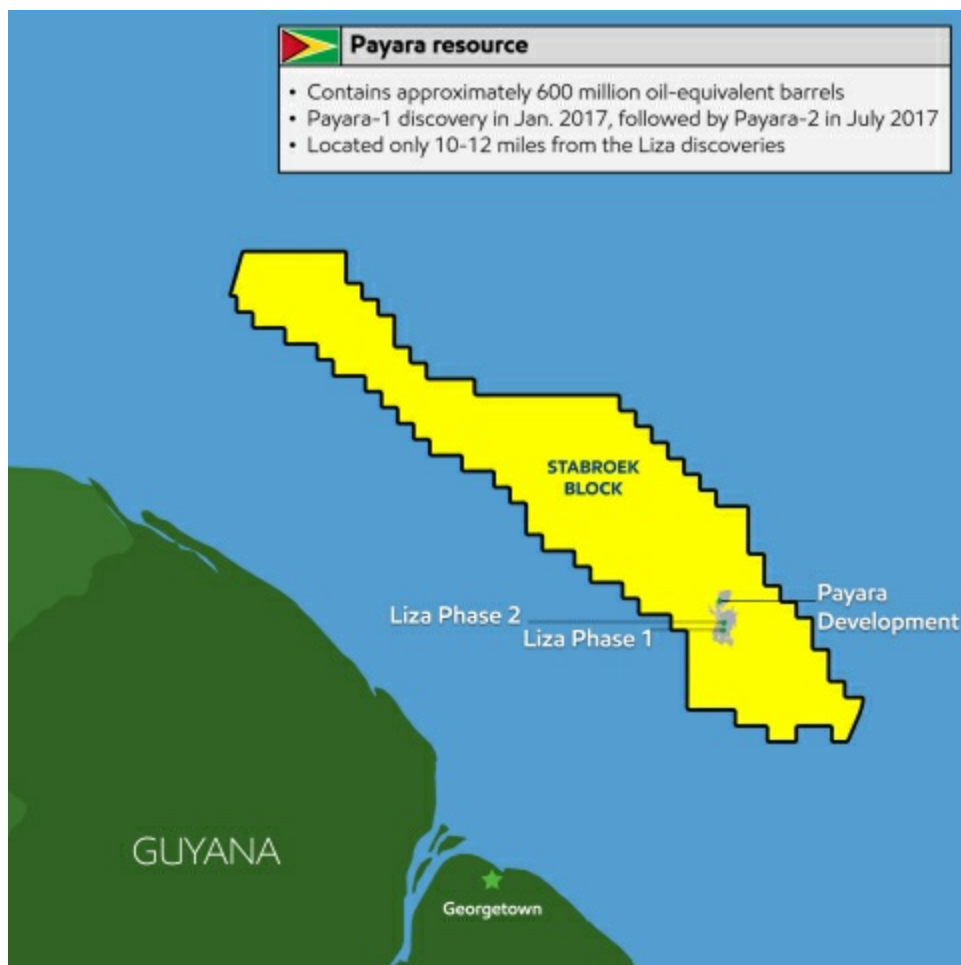 Payara resource
• Contains approximately 600 million oil-equivalent barrels
• Payara-1 discovery in Jan. 2017, followed by Payara-2 in July 2017
• Located only 10-12 miles from the Liza discoveries
STABROEK
BLOCK
Payara
Development
Liza Phase 2
Liza Phase 1
GUYANA
Georgetown